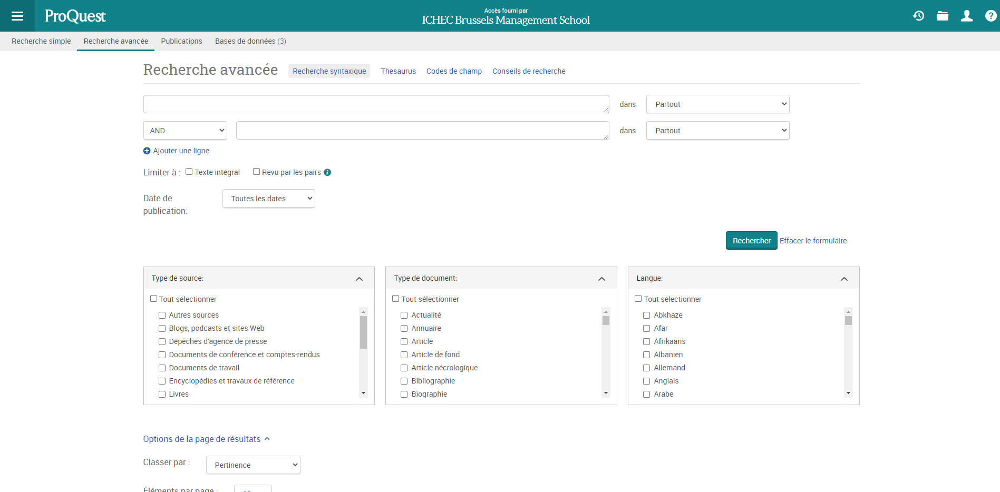 ProQuest
Accès fourni par
ICHEC Brussels Management School
Recherche simple Recherche avancée Publications Bases de données (3)
Recherche avancée Recherche syntaxique Thesaurus Codes de champ Conseils de recherche
dans Partout
AND dans Partout
Ajouter une ligne
Limiter à : Texte intégral Revu par les pairs
Date de publication: Toutes les dates
Rechercher Effacer le formulaire
Type de source:
Tout sélectionner
Autres sources
Blogs, podcasts et sites Web
Dépêches d'agence de presse
Documents de conférence et comptes-rendus
Documents de travail
Encyclopédies et travaux de référence
Livres
Type de document:
Tout sélectionner
Actualité
Annuaire
Article
Article de fond
Article nécrologique
Bibliographie
Biographie
Langue:
Tout sélectionner
Abkhaze
Afar
Afrikaans
Albanien
Allemand
Anglais
Arabe
Options de la page de résultats
Classer par : Pertinence
Éléments par page :